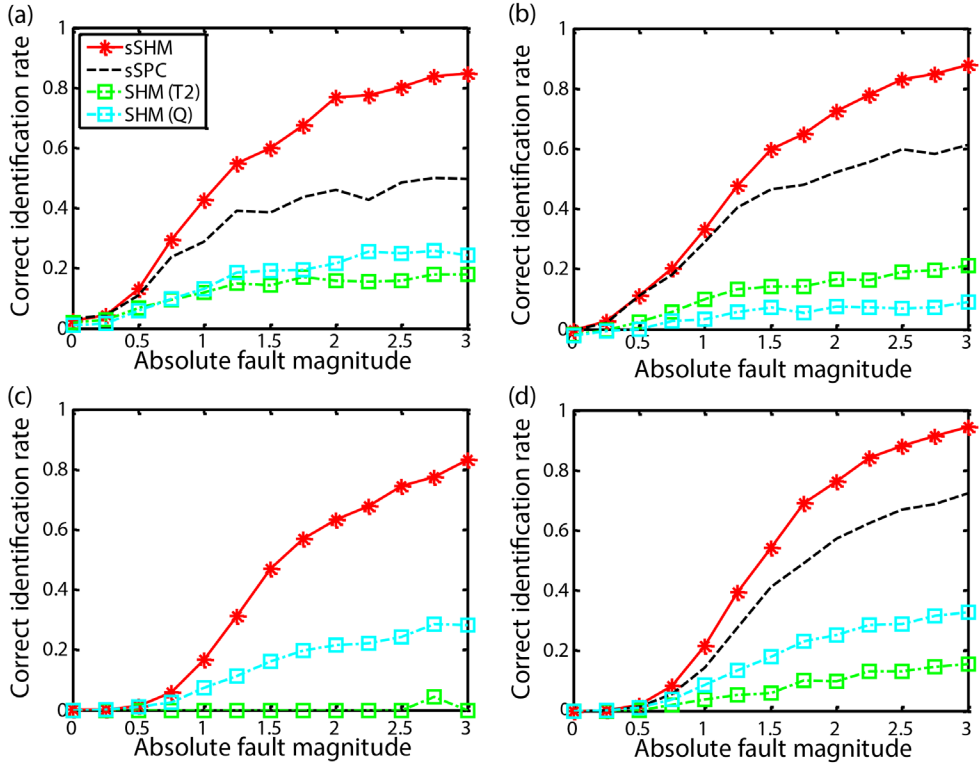 (a)
1
0.8
0.6
0.4
0.2
0
0 0.5 1 1.5 2 2.5 3
Correct identification rate
Absolute fault magnitude
sSHM
sSPC
SHM (T2)
SHM (Q)
(b)
1
0.8
0.6
0.4
0.2
0
0 0.5 1 1.5 2 2.5 3
Correct identification rate
Absolute fault magnitude
(c)
1
0.8
0.6
0.4
0.2
0
0 0.5 1 1.5 2 2.5 3
Correct identification rate
Absolute fault magnitude
(d)
1
0.8
0.6
0.4
0.2
0
0 0.5 1 1.5 2 2.5 3
Correct identification rate
Absolute fault magnitude